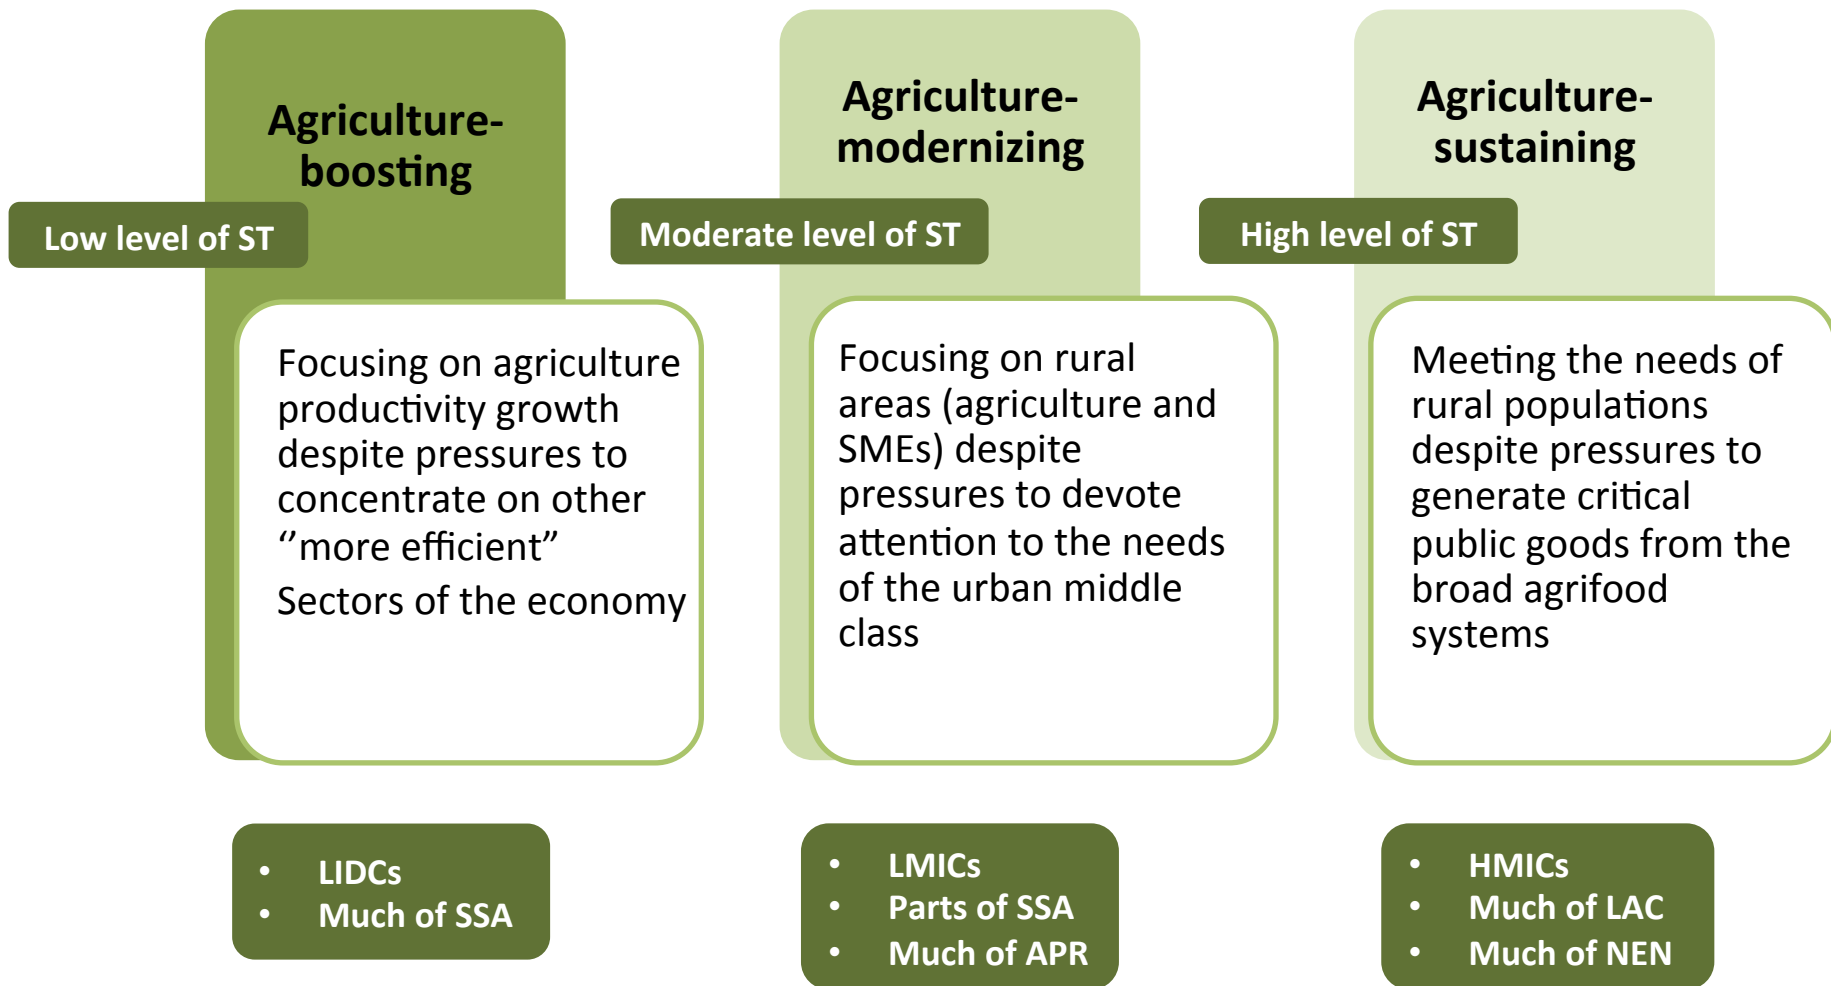 Agriculture-
boosting
Low level of ST
Focusing on agriculture
productivity growth
despite pressures to
concentrate on other
‘’more efficient”
Sectors of the economy
• LIDCs
• Much of SSA
Agriculture-
modernizing
Moderate level of ST
Focusing on rural
areas (agriculture and
SMEs) despite
pressures to devote
attention to the needs
of the urban middle
class
• LMICs
• Parts of SSA
• Much of APR
Agriculture-
sustaining
High level of ST
Meeting the needs of
rural populations
despite pressures to
generate critical
public goods from the
broad agrifood
systems
• HMICs
• Much of LAC
• Much of NEN